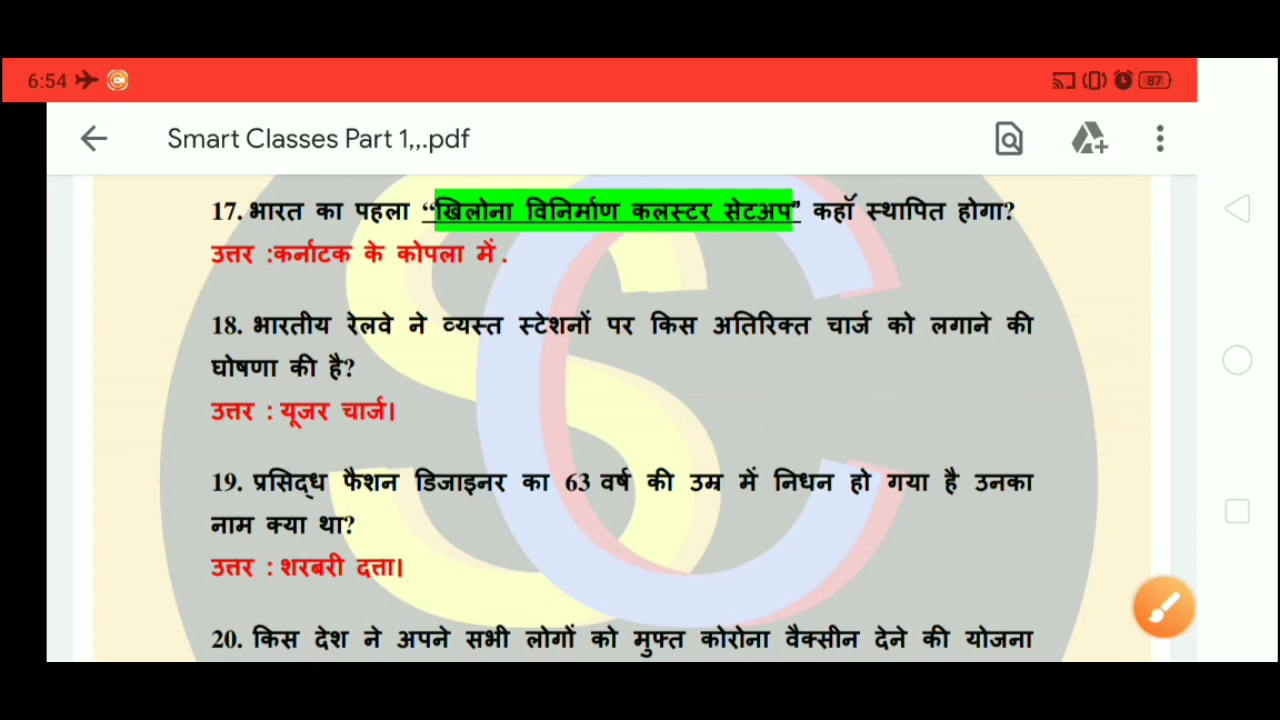 6:54
87
Smart Classes Part 1,,.pdf
17. भारत का पहला “खिलोना विनिर्माण कलस्टर सेटअप” कहाँ स्थापित होगा?
उत्तर :कर्नाटक के कोपला में .
18. भारतीय रेलवे ने व्यस्त स्टेशनों पर किस अतिरिक्त चार्ज को लगाने की
घोषणा की है?
उत्तर : यूजर चार्ज।
19. प्रसिद्ध फैशन डिजाइनर का 63 वर्ष की उम्र में निधन हो गया है उनका
नाम क्या था?
उत्तर : शरबरी दत्ता।
20. किस देश ने अपने सभी लोगों को मुफ्त कोरोना वैक्सीन देने की योजना